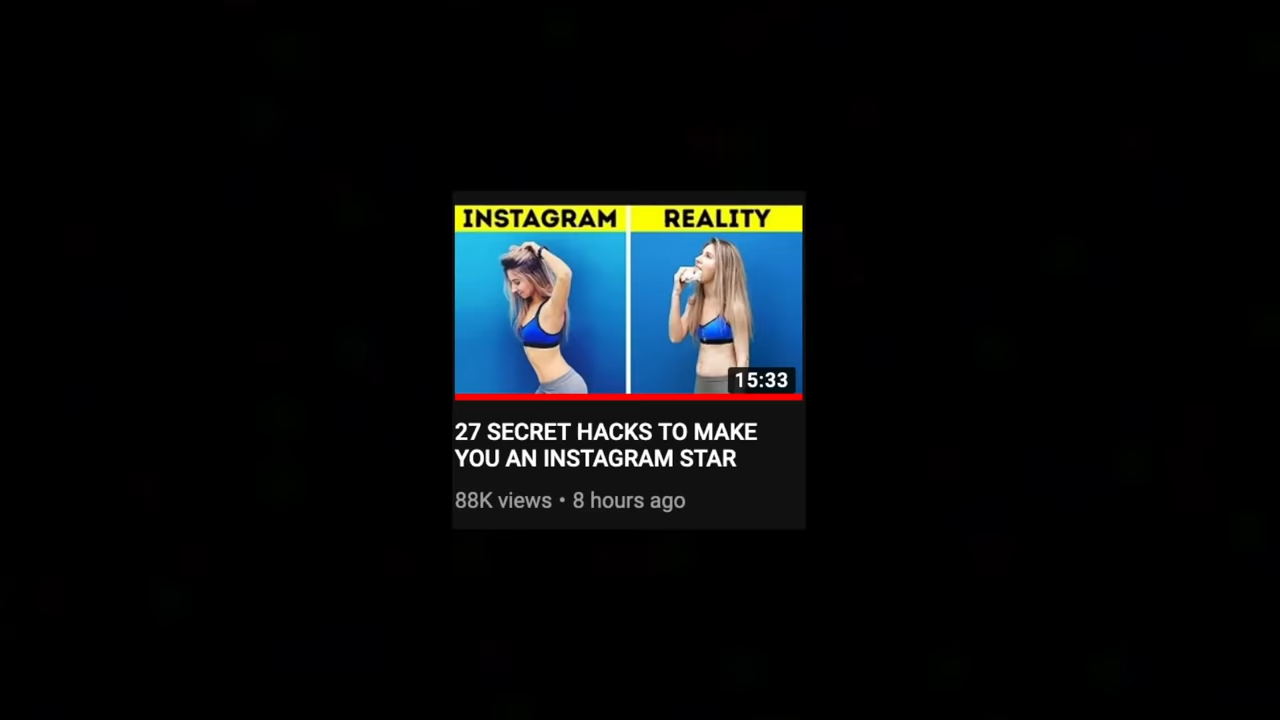 INSTAGRAM REALITY
15:33
27 SECRET HACKS TO MAKE
YOU AN INSTAGRAM STAR
88K views • 8 hours ago